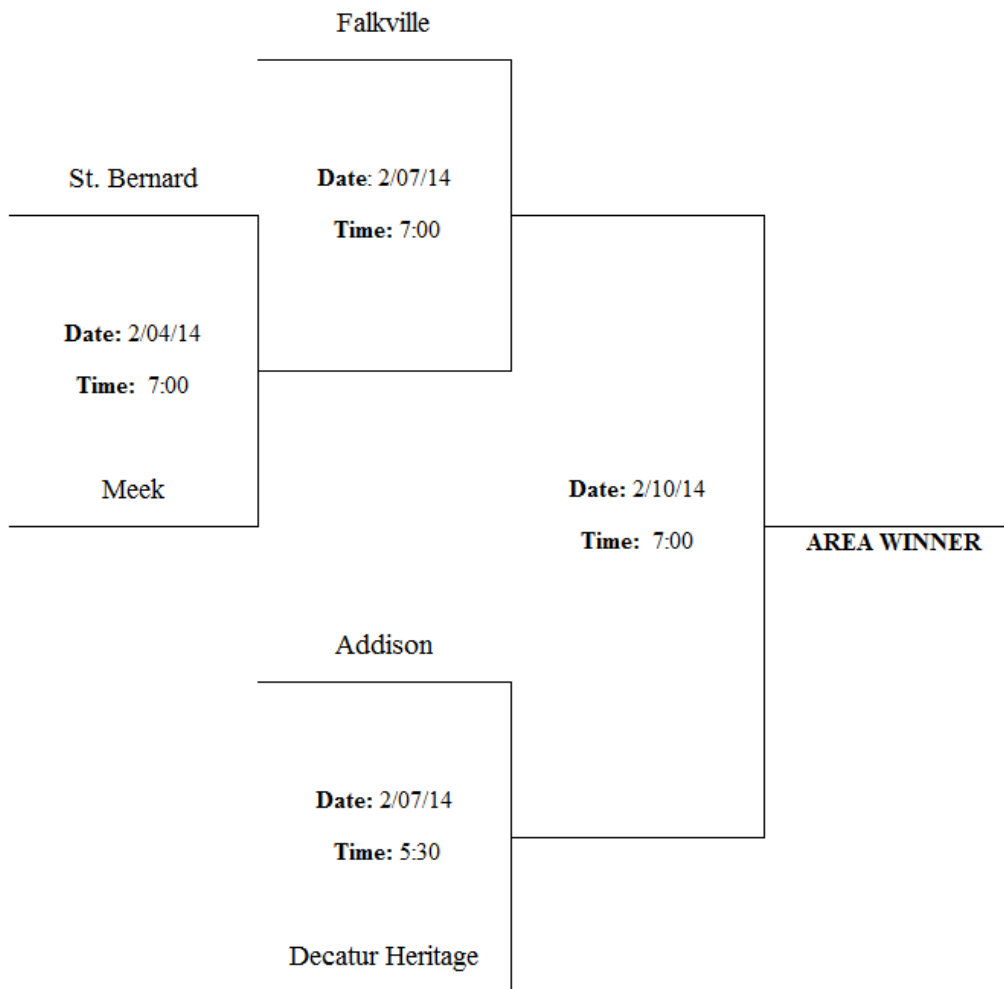 Falkville
St. Bernard
Date: 2/07/14
Time: 7:00
Date: 2/04/14
Time:  7:00
Meek
Date: 2/10/14
Time:  7:00
AREA WINNER
Addison
Date: 2/07/14
Time: 5:30
Decatur Heritage